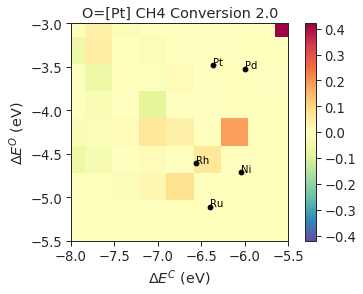 O=[Pt] CH4 Conversion 2.0
−3.0
−3.5
−4.0
−4.5
−5.0
−5.5
ΔE^O (eV)
Pt
Pd
Rh
Ni
Ru
−8.0 −7.5 −7.0 −6.5 −6.0 −5.5
ΔE^C (eV)
0.4
0.3
0.2
0.1
0.0
−0.1
−0.2
−0.3
−0.4